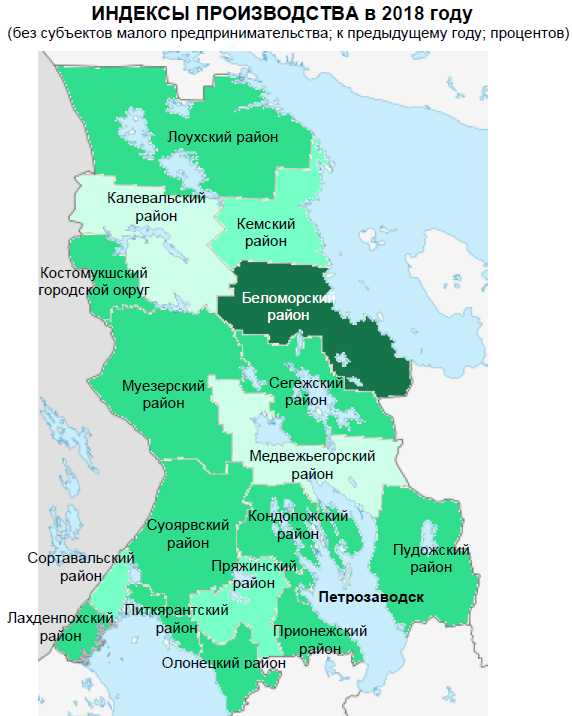 ИНДЕКСЫ ПРОИЗВОДСТВА в 2018 году
(без субъектов малого предпринимательства; к предыдущему году; процентов)
Лоухский район
Калевальский
район
Кемский
район
Костомукшский
городской округ
Беломорский
район
Муезерский
район
Сегежский
район
Медвежьегорский
район
Суоярвский
район
Кондопожский
район
Пудожский
район
Сортавальский
район
Пряжинский
район
Петрозаводск
Лахденпохский
район
Питкярантский
район
Прионежский
район
Олонецкий район